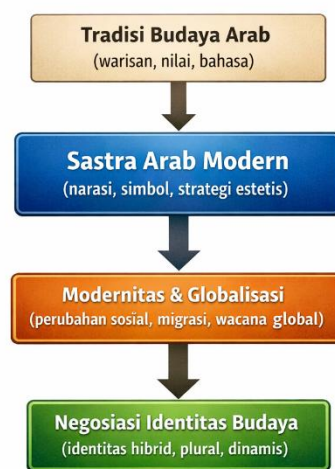 Tradisi Budaya Arab
(warisan, nilai, bahasa)
Sastra Arab Modern
(narasi, simbol, strategi estetis)
Modernitas & Globalisasi
(perubahan sosial, migrasi, wacana global)
Negosiasi Identitas Budaya
(identitas hibrid, plural, dinamis)